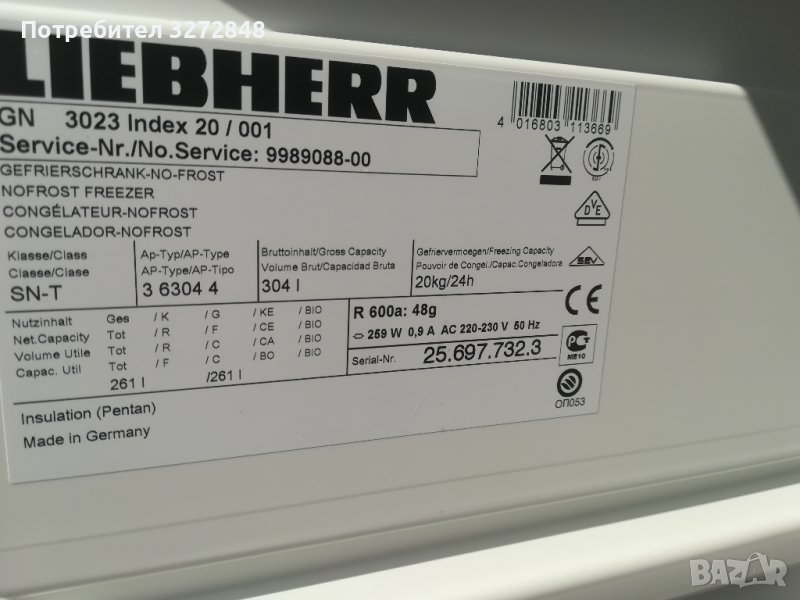 Потребител 3272848
LIEBHERR
GN 3023 Index 20 / 001
Service-Nr./No.Service: 9989088-00
4 016803 113669
GEFRIERSCHRANK-NO-FROST
NOFROST FREEZER
CONGÉLATEUR-NOFROST
CONGELADOR-NOFROST
DVE
Klasse/Class
Classe/Clase
SN-T
Ap-Typ/AP-Type
AP-Type/AP-Tipo
3 6304 4
Bruttoinhalt/Gross Capacity
Volume Brut/Capacidad Bruta
304 l
Gefriervermoegen/Freezing Capacity
Pouvoir de Congel./Capac.Congeladora
20kg/24h
SEV
CE
Nutzinhalt Ges / K / G / KE / BIO
Net.Capacity Tot / R / F / CE / BIO
Volume Utile Tot / R / C / CA / BIO
Capac. Util Tot / F / C / BO / BIO
261 l /261 l
R 600a: 48g
259 W 0,9 A AC 220-230 V 50 Hz
Serial-Nr. 25.697.732.3
ME10
ОП053
Insulation (Pentan)
Made in Germany
BAZAR